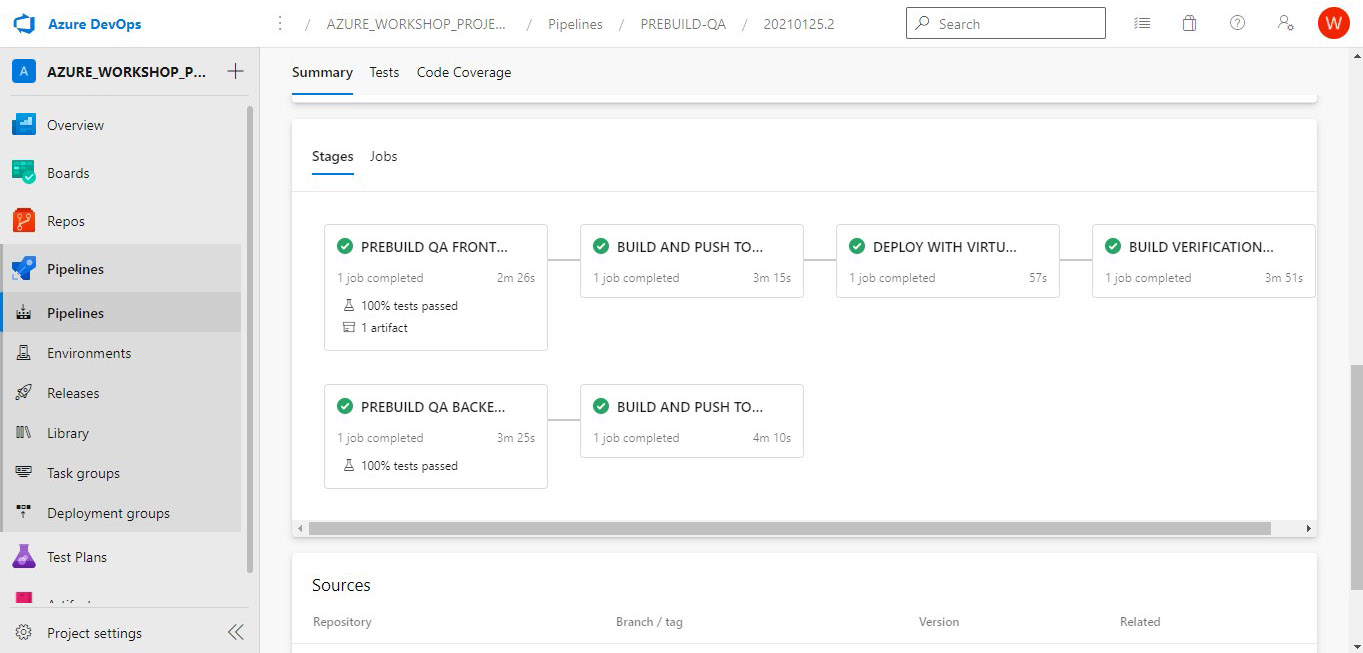 Azure DevOps
/ AZURE_WORKSHOP_PROJE... / Pipelines / PREBUILD-QA / 20210125.2
Search
W
A AZURE_WORKSHOP_P...
Overview
Boards
Repos
Pipelines
Pipelines
Environments
Releases
Library
Task groups
Deployment groups
Test Plans
Project settings
Summary Tests Code Coverage
Stages Jobs
PREBUILD QA FRONT...
1 job completed 2m 26s
100% tests passed
1 artifact
BUILD AND PUSH TO...
1 job completed 3m 15s
DEPLOY WITH VIRTU...
1 job completed 57s
BUILD VERIFICATION...
1 job completed 3m 51s
PREBUILD QA BACKE...
1 job completed 3m 25s
100% tests passed
BUILD AND PUSH TO...
1 job completed 4m 10s
Sources
Repository Branch / tag Version Related